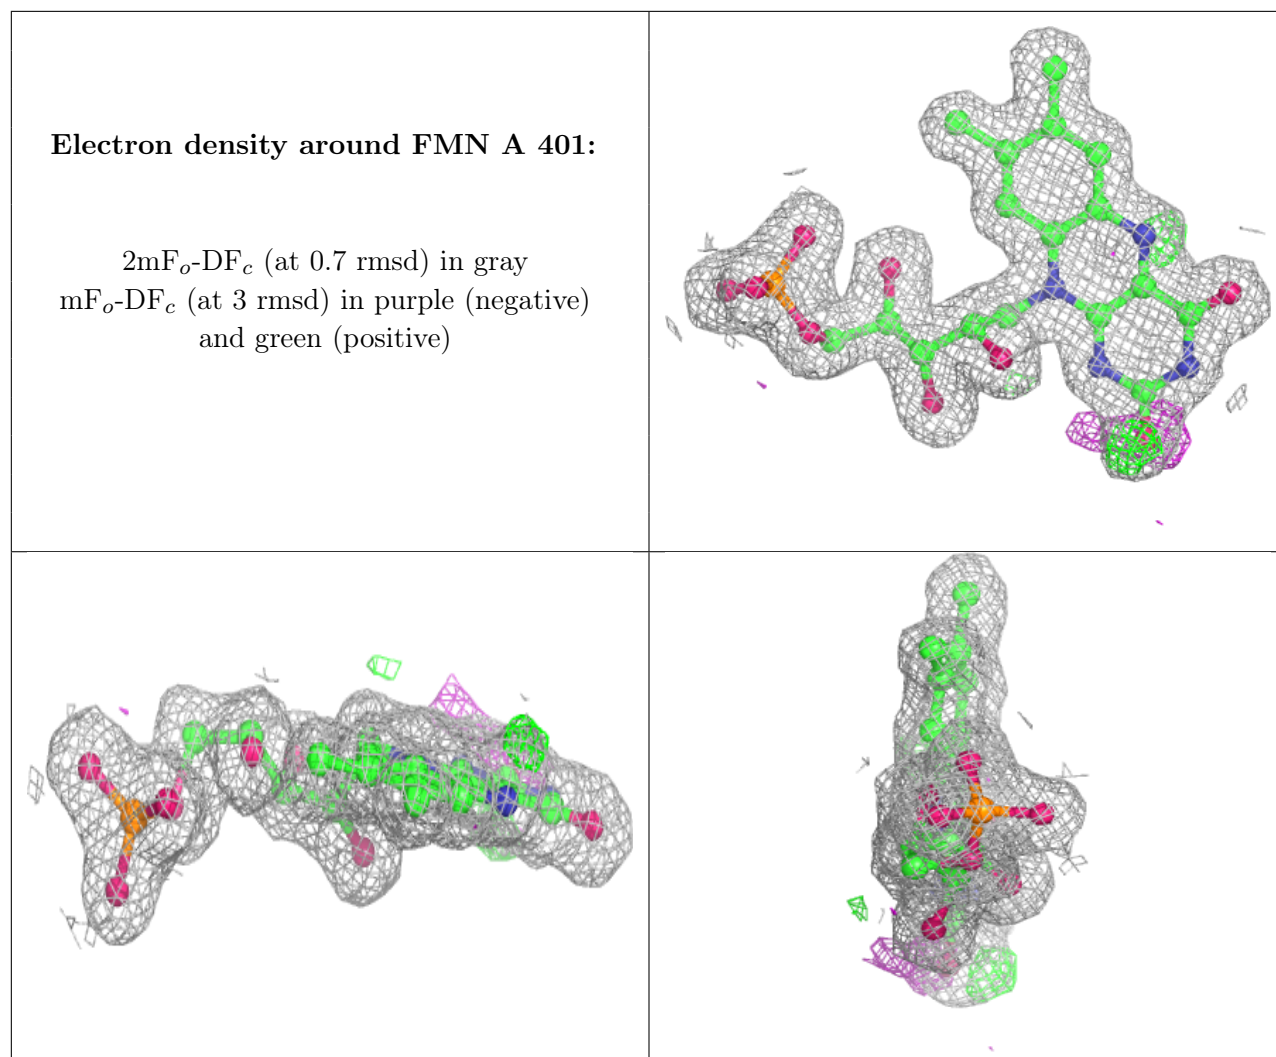 Electron density around FMN A 401:
2mFo-DFc (at 0.7 rmsd) in gray
mFo-DFc (at 3 rmsd) in purple (negative)
and green (positive)